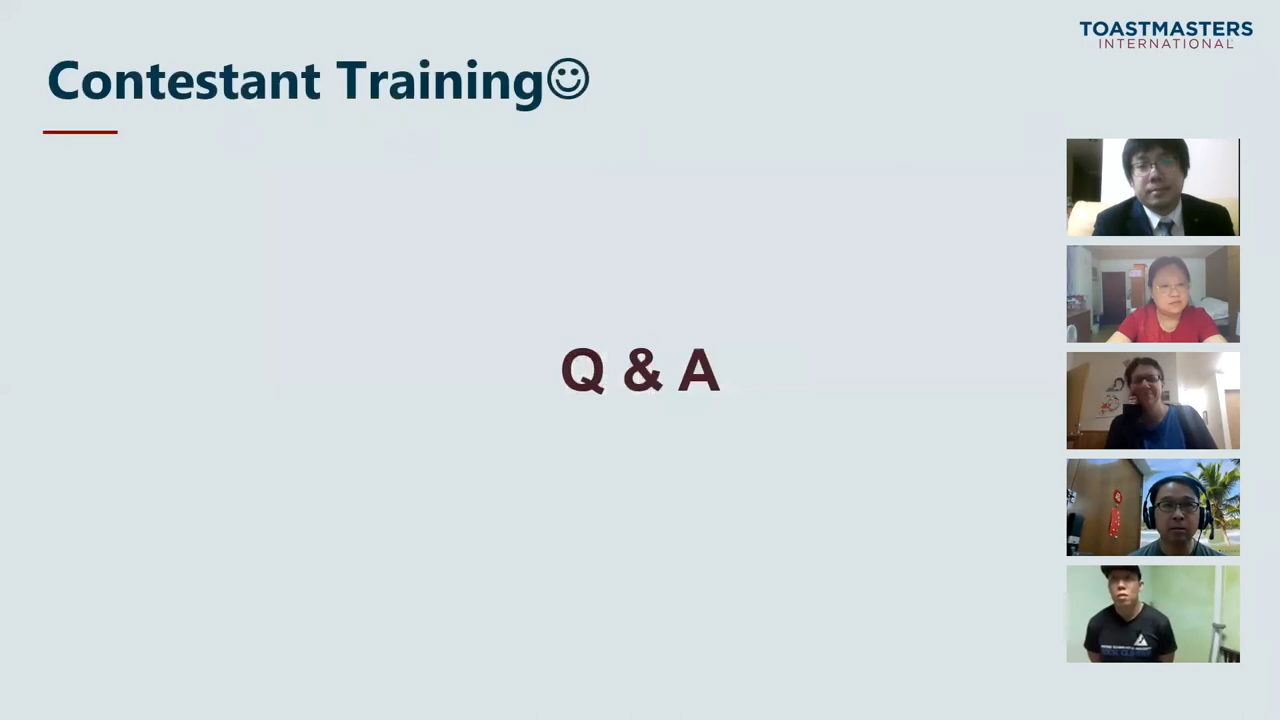 TOASTMASTERS
INTERNATIONAL
Contestant Training☺
Q & A